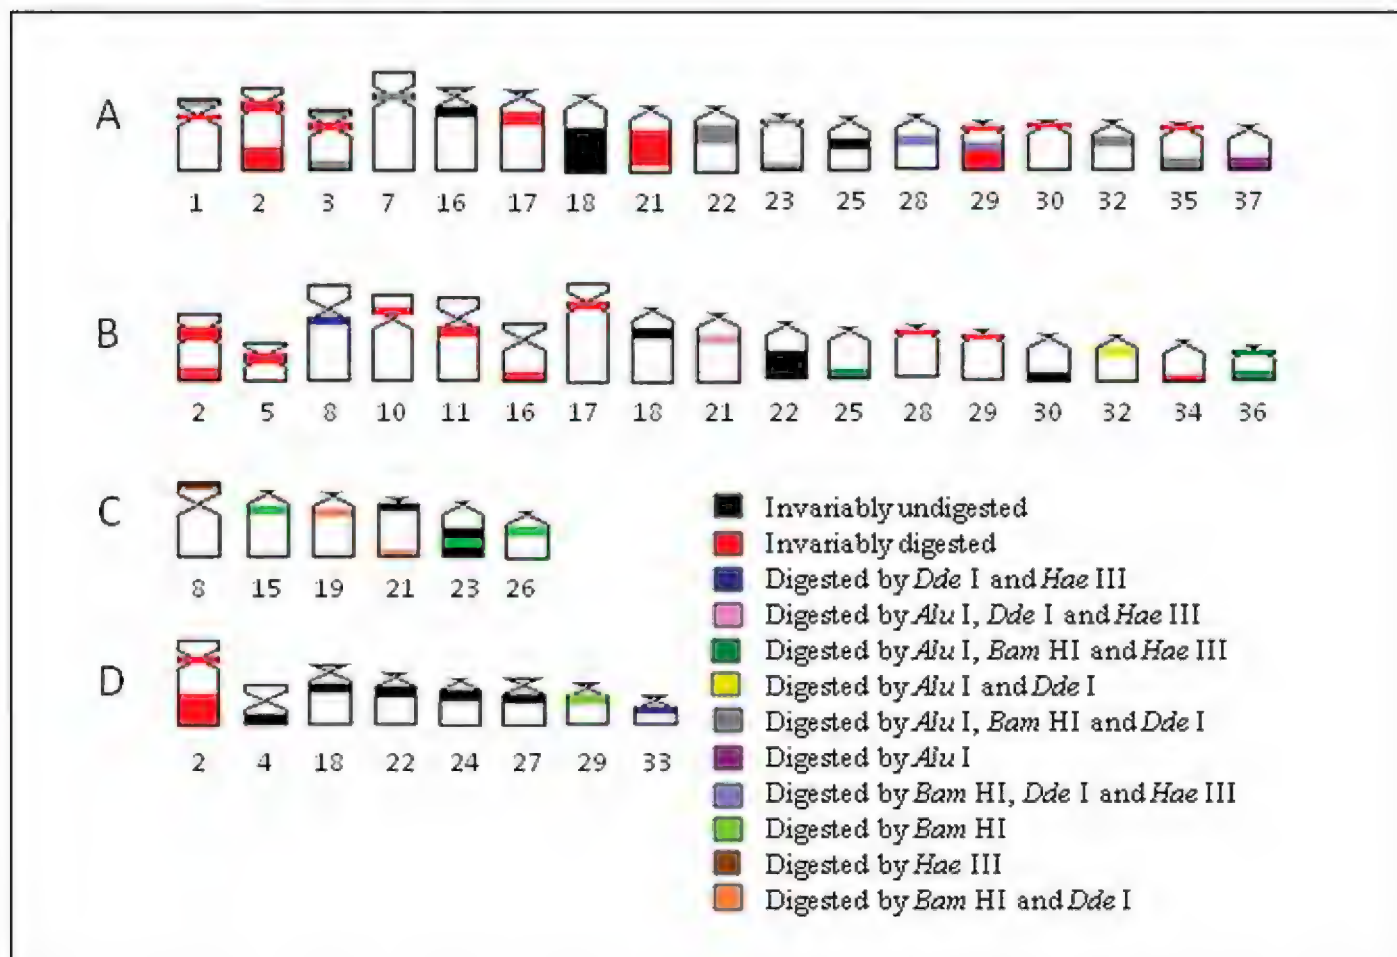 A
1 2 3 7 16 17 18 21 22 23 25 28 29 30 32 35 37
B
2 5 8 10 11 16 17 18 21 22 25 28 29 30 32 34 36
C
8 15 19 21 23 26
D
2 4 18 22 24 27 29 33
Invariably undigested
Invariably digested
Digested by Dde I and Hae III
Digested by Alu I, Dde I and Hae III
Digested by Alu I, Bam HI and Hae III
Digested by Alu I and Dde I
Digested by Alu I, Bam HI and Dde I
Digested by Alu I
Digested by Bam HI, Dde I and Hae III
Digested by Bam HI
Digested by Hae III
Digested by Bam HI and Dde I